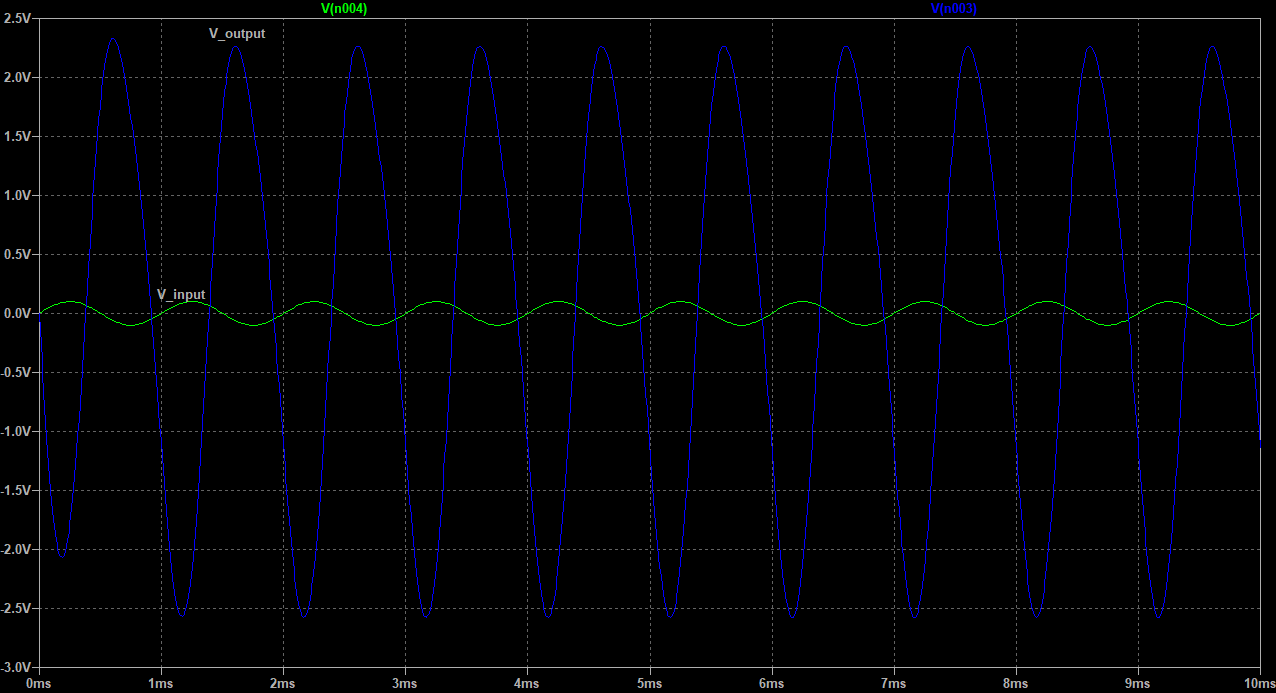 V(n004) V(n003)
2.5V
V_output
2.0V
1.5V
1.0V
0.5V
V_input
0.0V
-0.5V
-1.0V
-1.5V
-2.0V
-2.5V
-3.0V
0ms 1ms 2ms 3ms 4ms 5ms 6ms 7ms 8ms 9ms 10ms